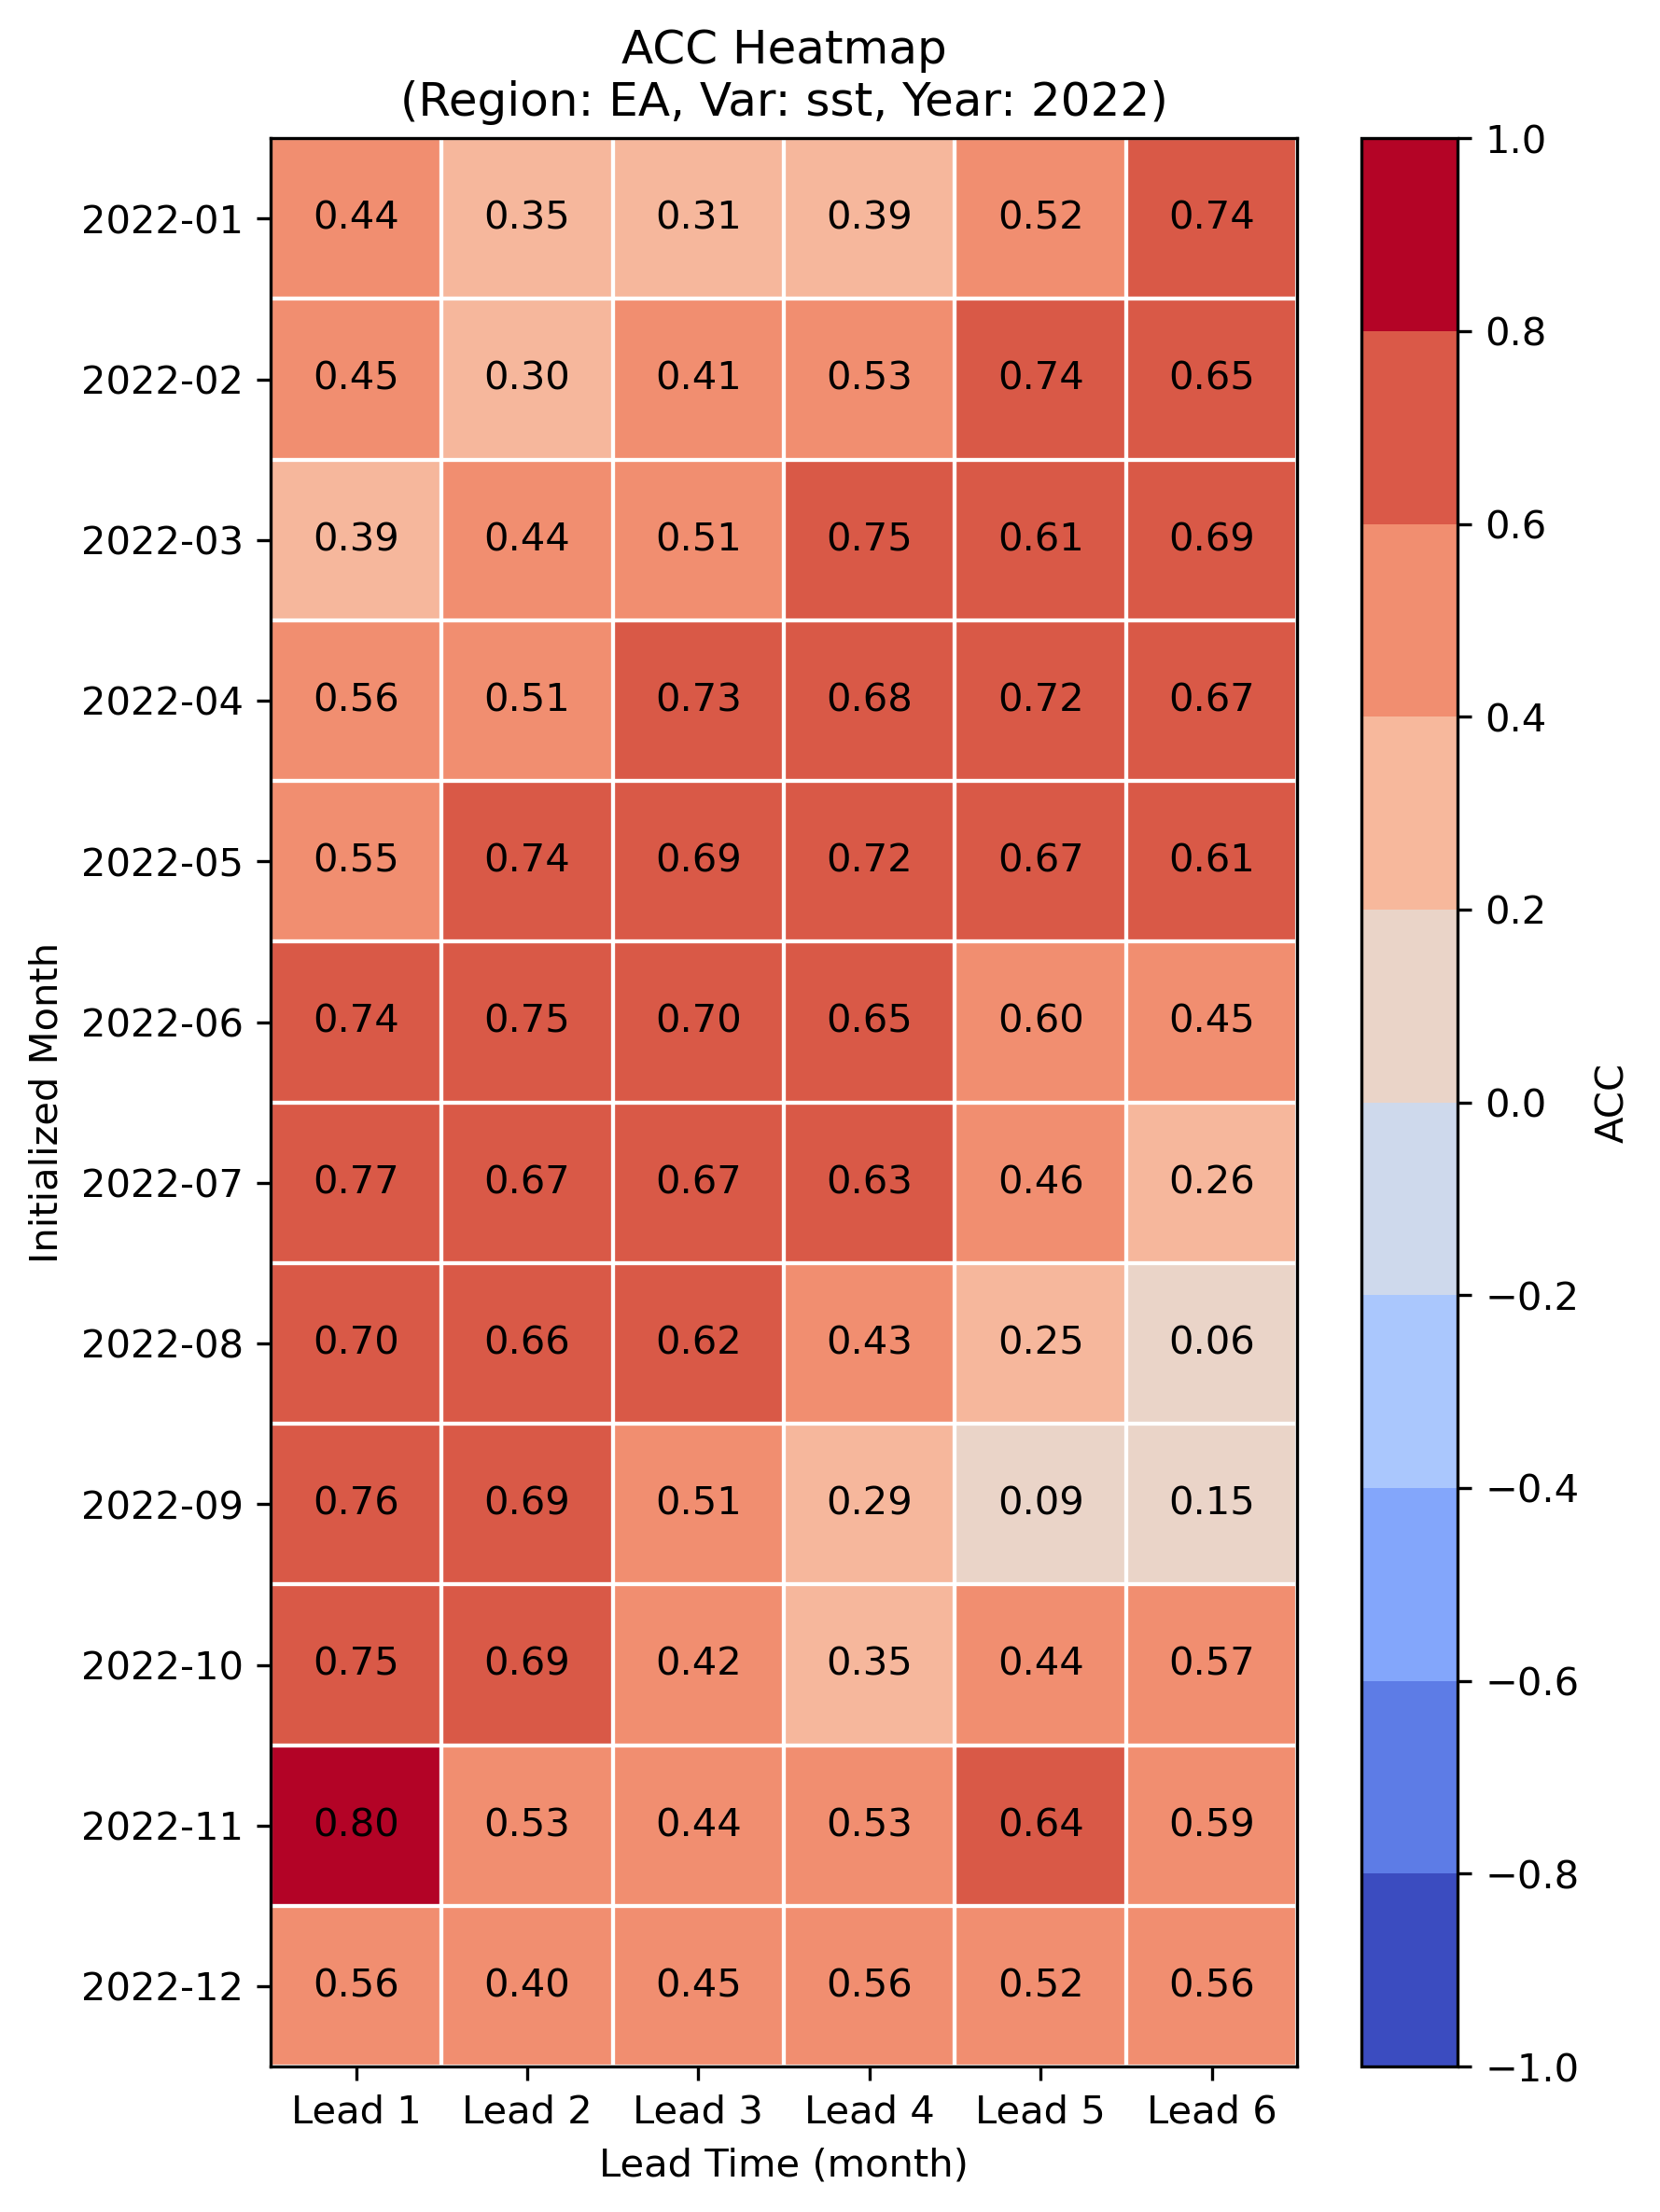 ACC Heatmap
(Region: EA, Var: sst, Year: 2022)
2022-01 0.44 0.35 0.31 0.39 0.52 0.74
2022-02 0.45 0.30 0.41 0.53 0.74 0.65
2022-03 0.39 0.44 0.51 0.75 0.61 0.69
2022-04 0.56 0.51 0.73 0.68 0.72 0.67
2022-05 0.55 0.74 0.69 0.72 0.67 0.61
2022-06 0.74 0.75 0.70 0.65 0.60 0.45
2022-07 0.77 0.67 0.67 0.63 0.46 0.26
2022-08 0.70 0.66 0.62 0.43 0.25 0.06
2022-09 0.76 0.69 0.51 0.29 0.09 0.15
2022-10 0.75 0.69 0.42 0.35 0.44 0.57
2022-11 0.80 0.53 0.44 0.53 0.64 0.59
2022-12 0.56 0.40 0.45 0.56 0.52 0.56
Lead 1 Lead 2 Lead 3 Lead 4 Lead 5 Lead 6
Lead Time (month)
Initialized Month
1.0
0.8
0.6
0.4
0.2
0.0
−0.2
−0.4
−0.6
−0.8
−1.0
ACC